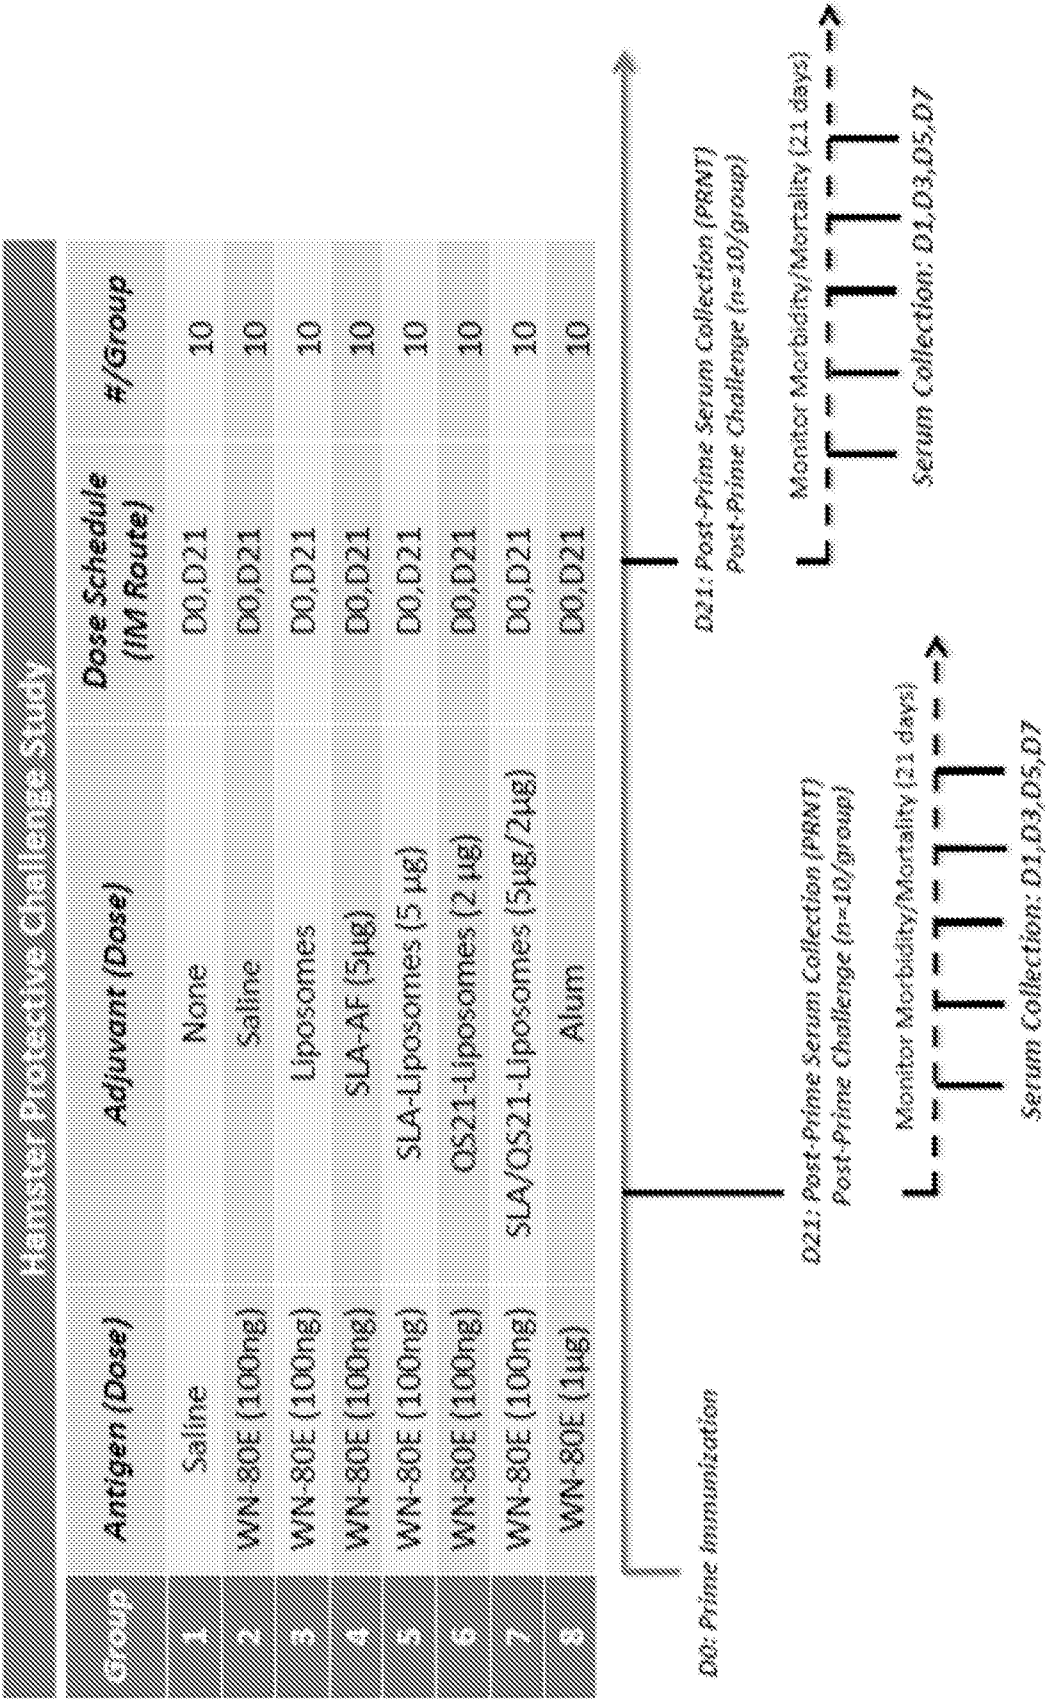 Hamster Protective Challenge Study
Group Antigen (Dose) Adjuvant (Dose) Dose Schedule (IM Route) #/Group
1 Saline None D0,D21 10
2 WN-80E (100ng) Saline D0,D21 10
3 WN-80E (100ng) Liposomes D0,D21 10
4 WN-80E (100ng) SLA-AF (5µg) D0,D21 10
5 WN-80E (100ng) SLA-Liposomes (5 µg) D0,D21 10
6 WN-80E (100ng) QS21-Liposomes (2 µg) D0,D21 10
7 WN-80E (100ng) SLA/QS21-Liposomes (5µg/2µg) D0,D21 10
8 WN-80E (1µg) Alum D0,D21 10
D0: Prime Immunization
D21: Post-Prime Serum Collection (PRNT)
Post-Prime Challenge (n=10/group)
Monitor Morbidity/Mortality (21 days)
Serum Collection: D1,D3,D5,D7
D21: Post-Prime Serum Collection (PRNT)
Post-Prime Challenge (n=10/group)
Monitor Morbidity/Mortality (21 days)
Serum Collection: D1,D3,D5,D7